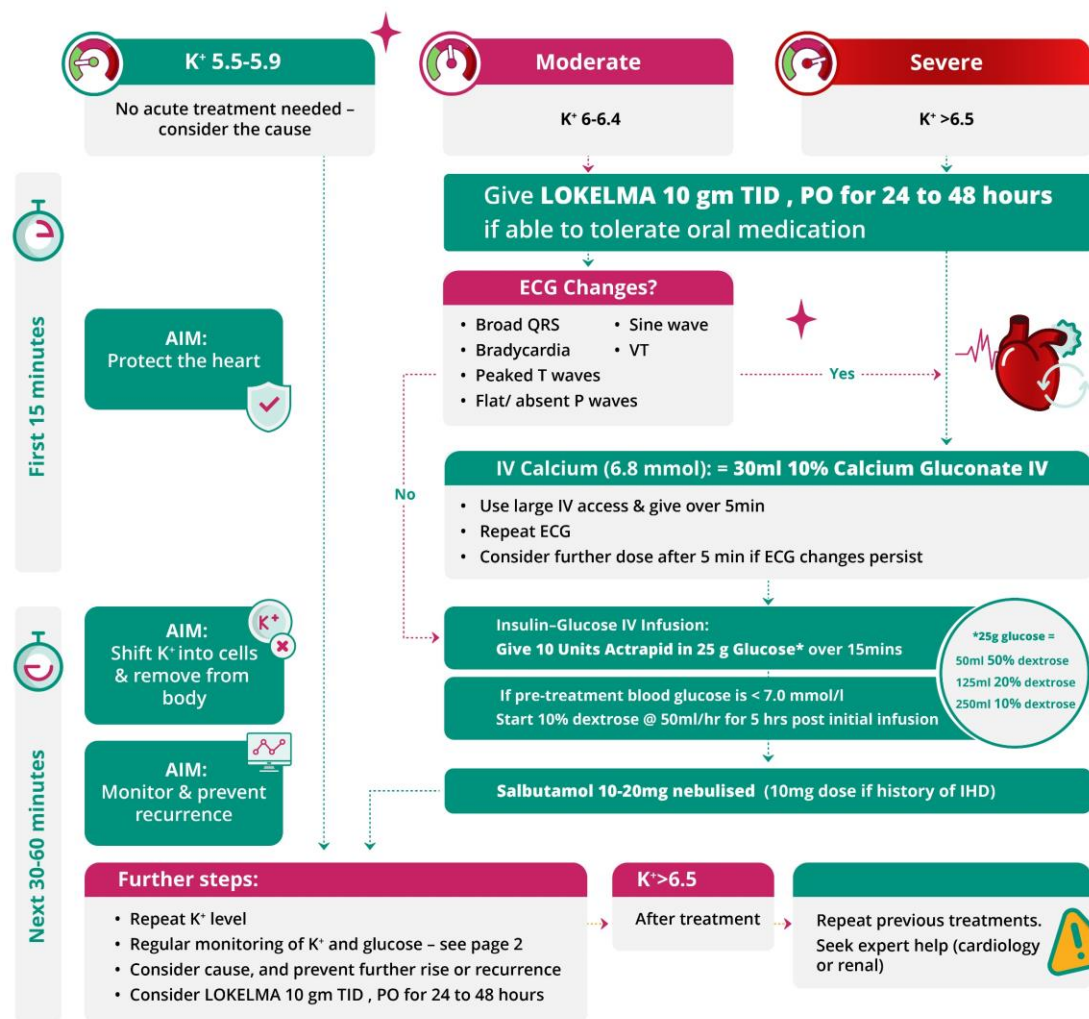 K⁺ 5.5-5.9
No acute treatment needed –
consider the cause
Moderate
K⁺ 6-6.4
Severe
K⁺ >6.5
First 15 minutes
Give LOKELMA 10 gm TID , PO for 24 to 48 hours
if able to tolerate oral medication
ECG Changes?
• Broad QRS
• Bradycardia
• Peaked T waves
• Flat/ absent P waves
• Sine wave
• VT
AIM:
Protect the heart
Yes
No
IV Calcium (6.8 mmol): = 30ml 10% Calcium Gluconate IV
• Use large IV access & give over 5min
• Repeat ECG
• Consider further dose after 5 min if ECG changes persist
Next 30-60 minutes
AIM:
Shift K⁺ into cells
& remove from
body
K⁺
Insulin–Glucose IV Infusion:
Give 10 Units Actrapid in 25 g Glucose* over 15mins
*25g glucose =
50ml 50% dextrose
125ml 20% dextrose
250ml 10% dextrose
If pre-treatment blood glucose is < 7.0 mmol/l
Start 10% dextrose @ 50ml/hr for 5 hrs post initial infusion
AIM:
Monitor & prevent
recurrence
Salbutamol 10-20mg nebulised (10mg dose if history of IHD)
Further steps:
• Repeat K⁺ level
• Regular monitoring of K⁺ and glucose – see page 2
• Consider cause, and prevent further rise or recurrence
• Consider LOKELMA 10 gm TID , PO for 24 to 48 hours
K⁺>6.5
After treatment
Repeat previous treatments.
Seek expert help (cardiology
or renal)